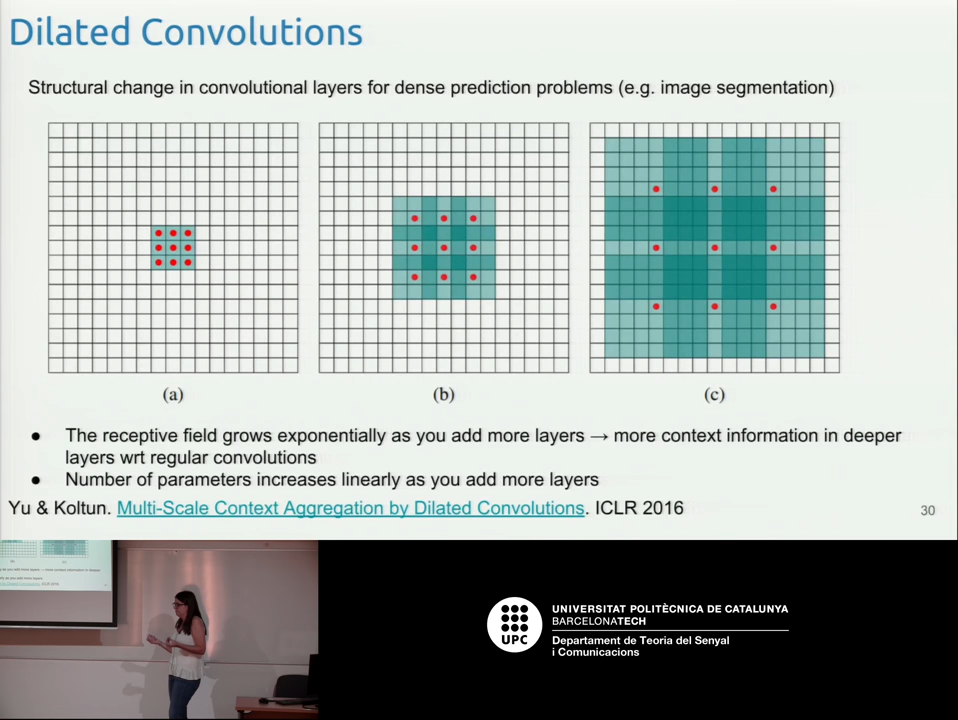 Dilated Convolutions
Structural change in convolutional layers for dense prediction problems (e.g. image segmentation)
(a)
(b)
(c)
● The receptive field grows exponentially as you add more layers → more context information in deeper
layers wrt regular convolutions
● Number of parameters increases linearly as you add more layers
Yu & Koltun. Multi-Scale Context Aggregation by Dilated Convolutions. ICLR 2016
30
UPC
UNIVERSITAT POLITÈCNICA DE CATALUNYA
BARCELONATECH
Departament de Teoria del Senyal
i Comunicacions